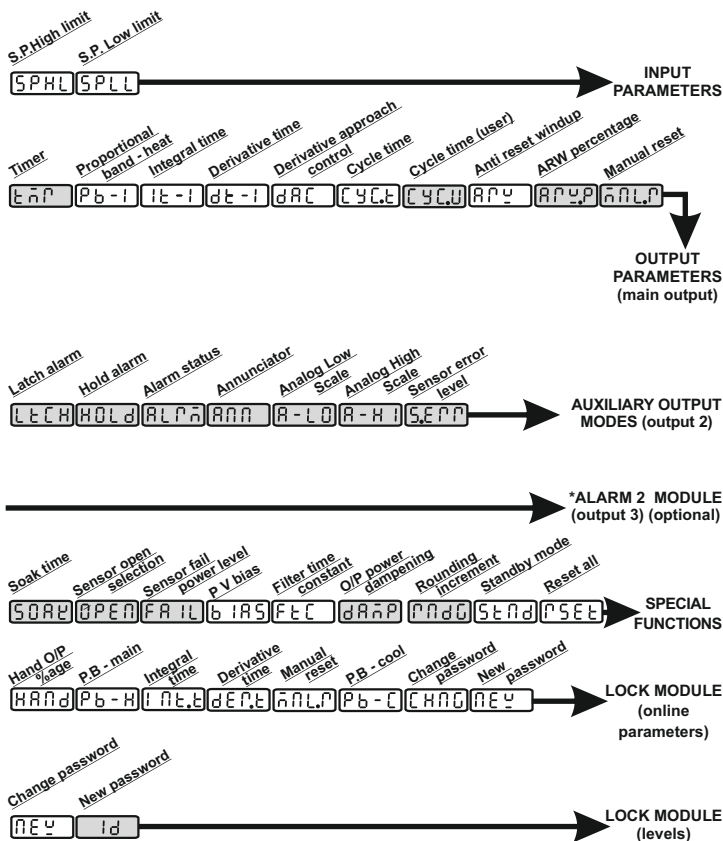 S.P.High limit S.P. Low limit
SPHL SPLL
INPUT
PARAMETERS
Timer Proportional band - heat Integral time Derivative time Derivative approach control Cycle time Cycle time (user) Anti reset windup ARW percentage Manual reset
tmr Pb-1 It-1 dt-1 dAC CYC.t CYC.U Arw Arw.P mnL.r
OUTPUT
PARAMETERS
(main output)
Latch alarm Hold alarm Alarm status Annunciator Analog Low Scale Analog High Scale Sensor error level
LtCH HOLd ALrm Ann A-LO A-HI S.Err
AUXILIARY OUTPUT
MODES (output 2)
*ALARM 2 MODULE
(output 3) (optional)
Soak time Sensor open selection Sensor fail power level P V bias Filter time constant O/P power dampening Rounding increment Standby mode Reset all
SOAK OPEn FAIL bIAS FtC dAmP rndG Stnd rSEt
SPECIAL
FUNCTIONS
Hand O/P %age P.B - main Integral time Derivative time Manual reset P.B - cool Change password New password
HAnd Pb-H Int.t dEr.t mnL.r Pb-C CHnG nEw
LOCK MODULE
(online
parameters)
Change password New password
nEw Id
LOCK MODULE
(levels)